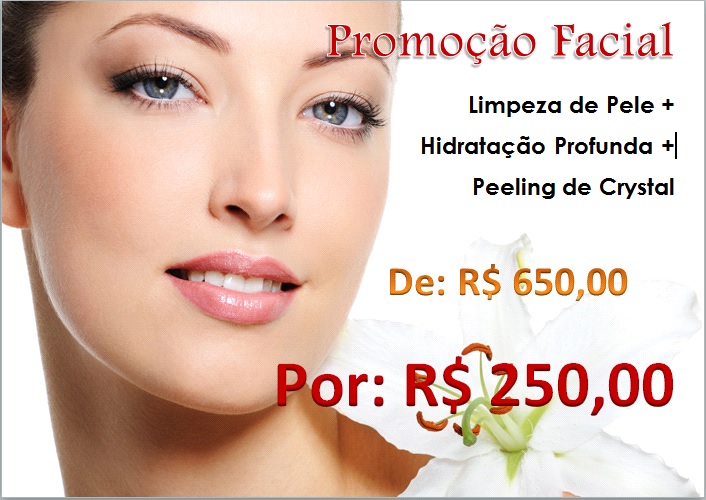 Promoção Facial
Limpeza de Pele +
Hidratação Profunda +
Peeling de Crystal
De: R$ 650,00
Por: R$ 250,00